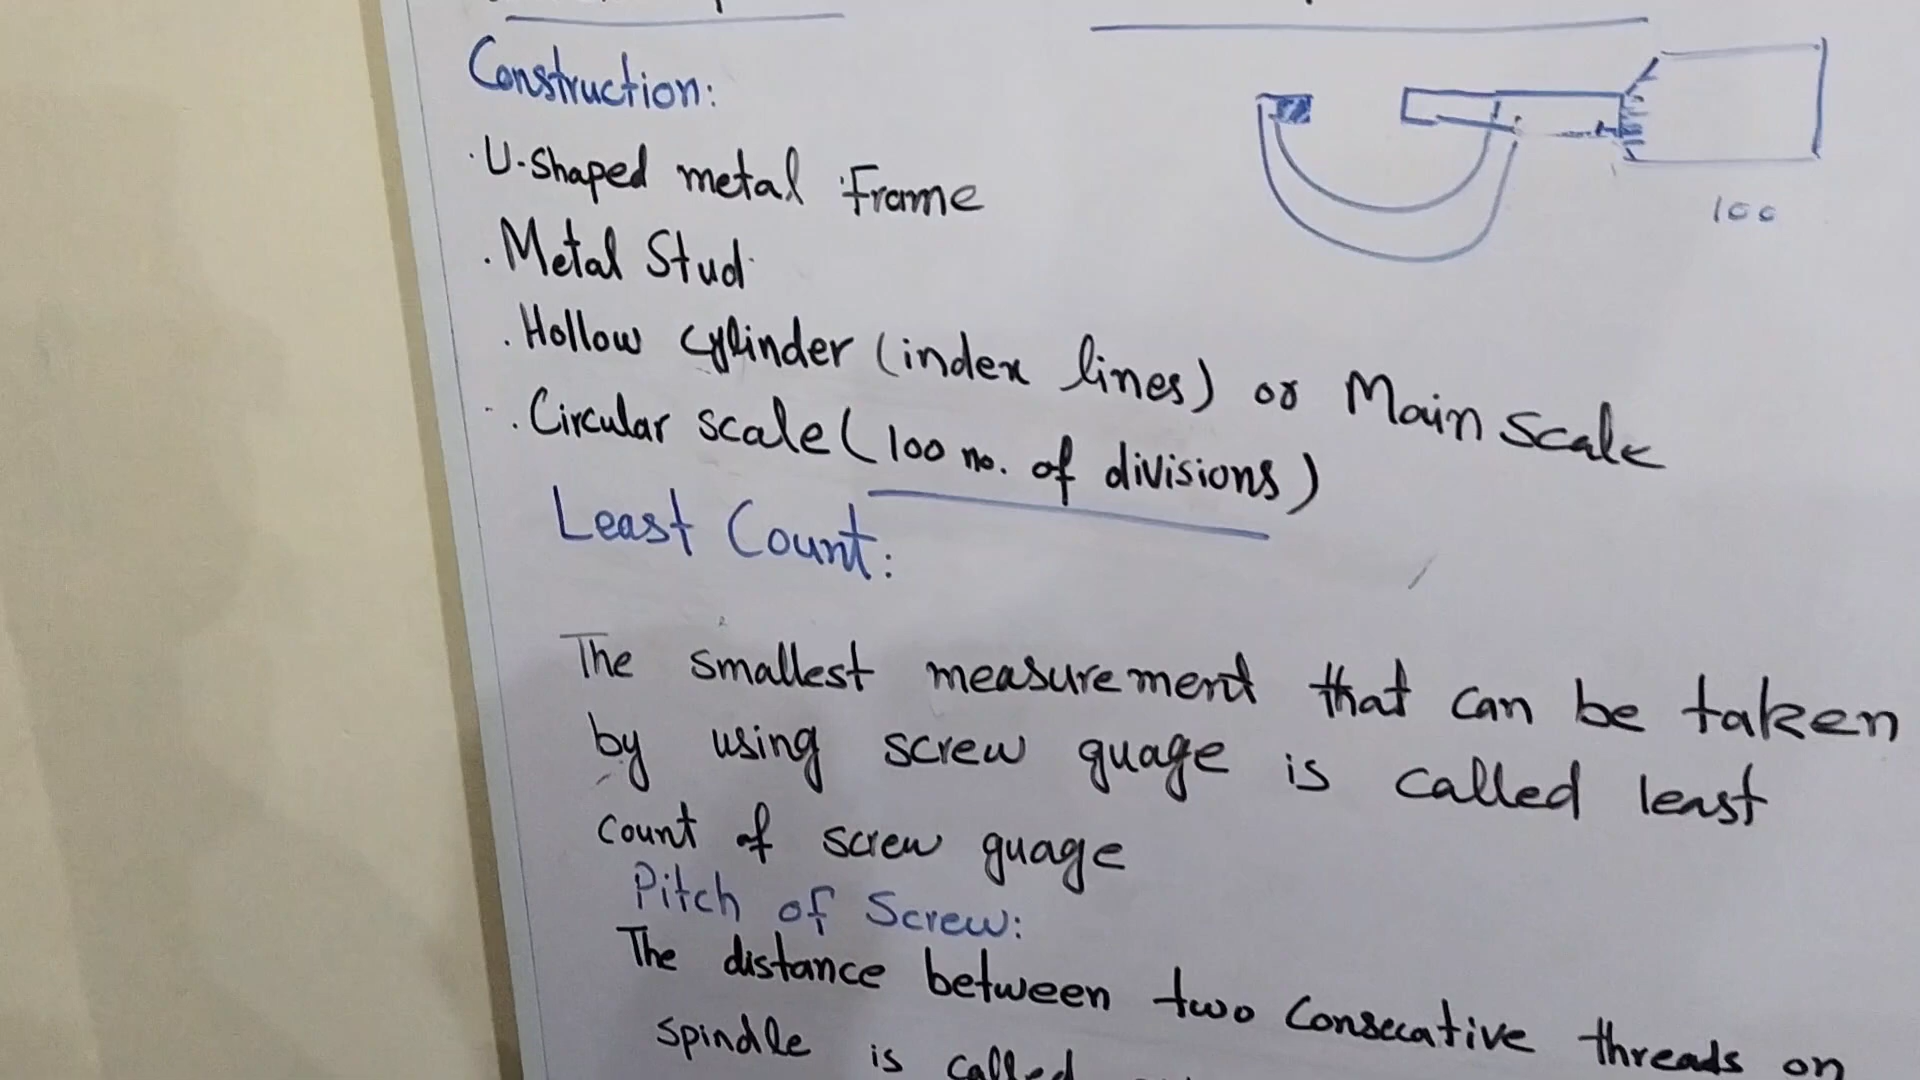 Construction:
100
· U-Shaped metal Frame
· Metal Stud
· Hollow cylinder (index lines) or Main Scale
· Circular scale (100 no. of divisions)
Least Count:
The smallest measurement that can be taken
by using screw guage is called least
count of screw guage
Pitch of Screw:
The distance between two Consecative threads on
spindle is called